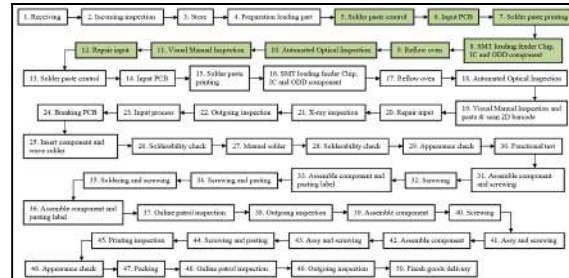 1. Receiving
2. Incoming inspection
3. Store
4. Preparation loading part
5. Solder paste control
6. Input PCB
7. Solder paste printing
8. SMT loading feeder Chip,
IC and ODD component
9. Reflow oven
10. Automated Optical Inspection
11. Visual Manual Inspection
12. Repair input
13. Solder paste control
14. Input PCB
15. Solder paste
printing
16. SMT loading feeder Chip,
IC and ODD component
17. Reflow oven
18. Automated Optical Inspection
19. Visual Manual Inspection and
paste & scan 2D barcode
20. Repair input
21. X-ray inspection
22. Outgoing inspection
23. Input process
24. Breaking PCB
25. Insert component and
wave solder
26. Solderability check
27. Manual solder
28. Solderability check
29. Appearance check
30. Functional test
31. Assemble component
and screwing
32. Screwing
33. Assemble component and
pasting label
34. Screwing and pasting
35. Soldering and screwing
36. Assemble component and
pasting label
37. Online patrol inspection
38. Outgoing inspection
39. Assemble component
40. Screwing
41. Assy and screwing
42. Assemble component
43. Assy and screwing
44. Screwing and pasting
45. Printing inspection
46. Appearance check
47. Packing
48. Online patrol inspection
49. Outgoing inspection
50. Finish goods delivery